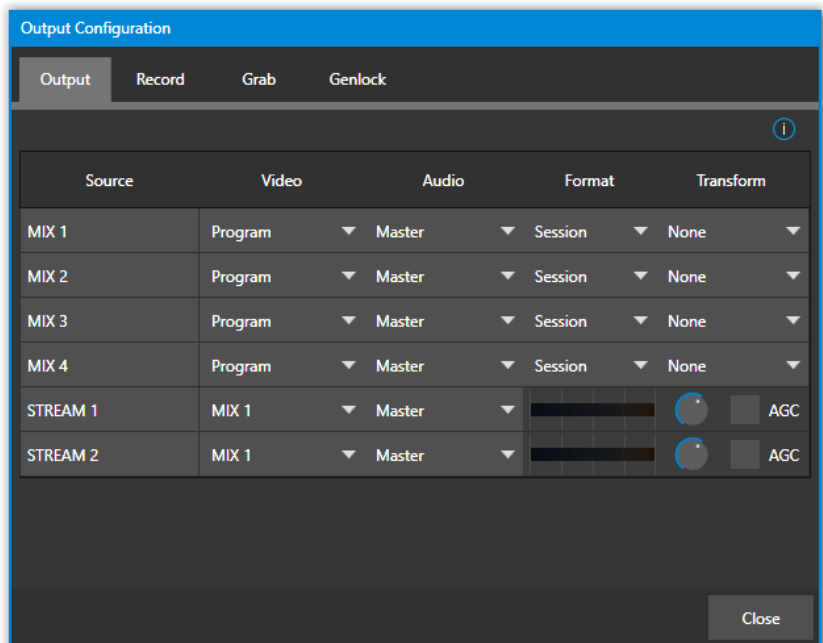 Output Configuration
Output Record Grab Genlock
i
Source Video Audio Format Transform
MIX 1 Program Master Session None
MIX 2 Program Master Session None
MIX 3 Program Master Session None
MIX 4 Program Master Session None
STREAM 1 MIX 1 Master AGC
STREAM 2 MIX 1 Master AGC
Close